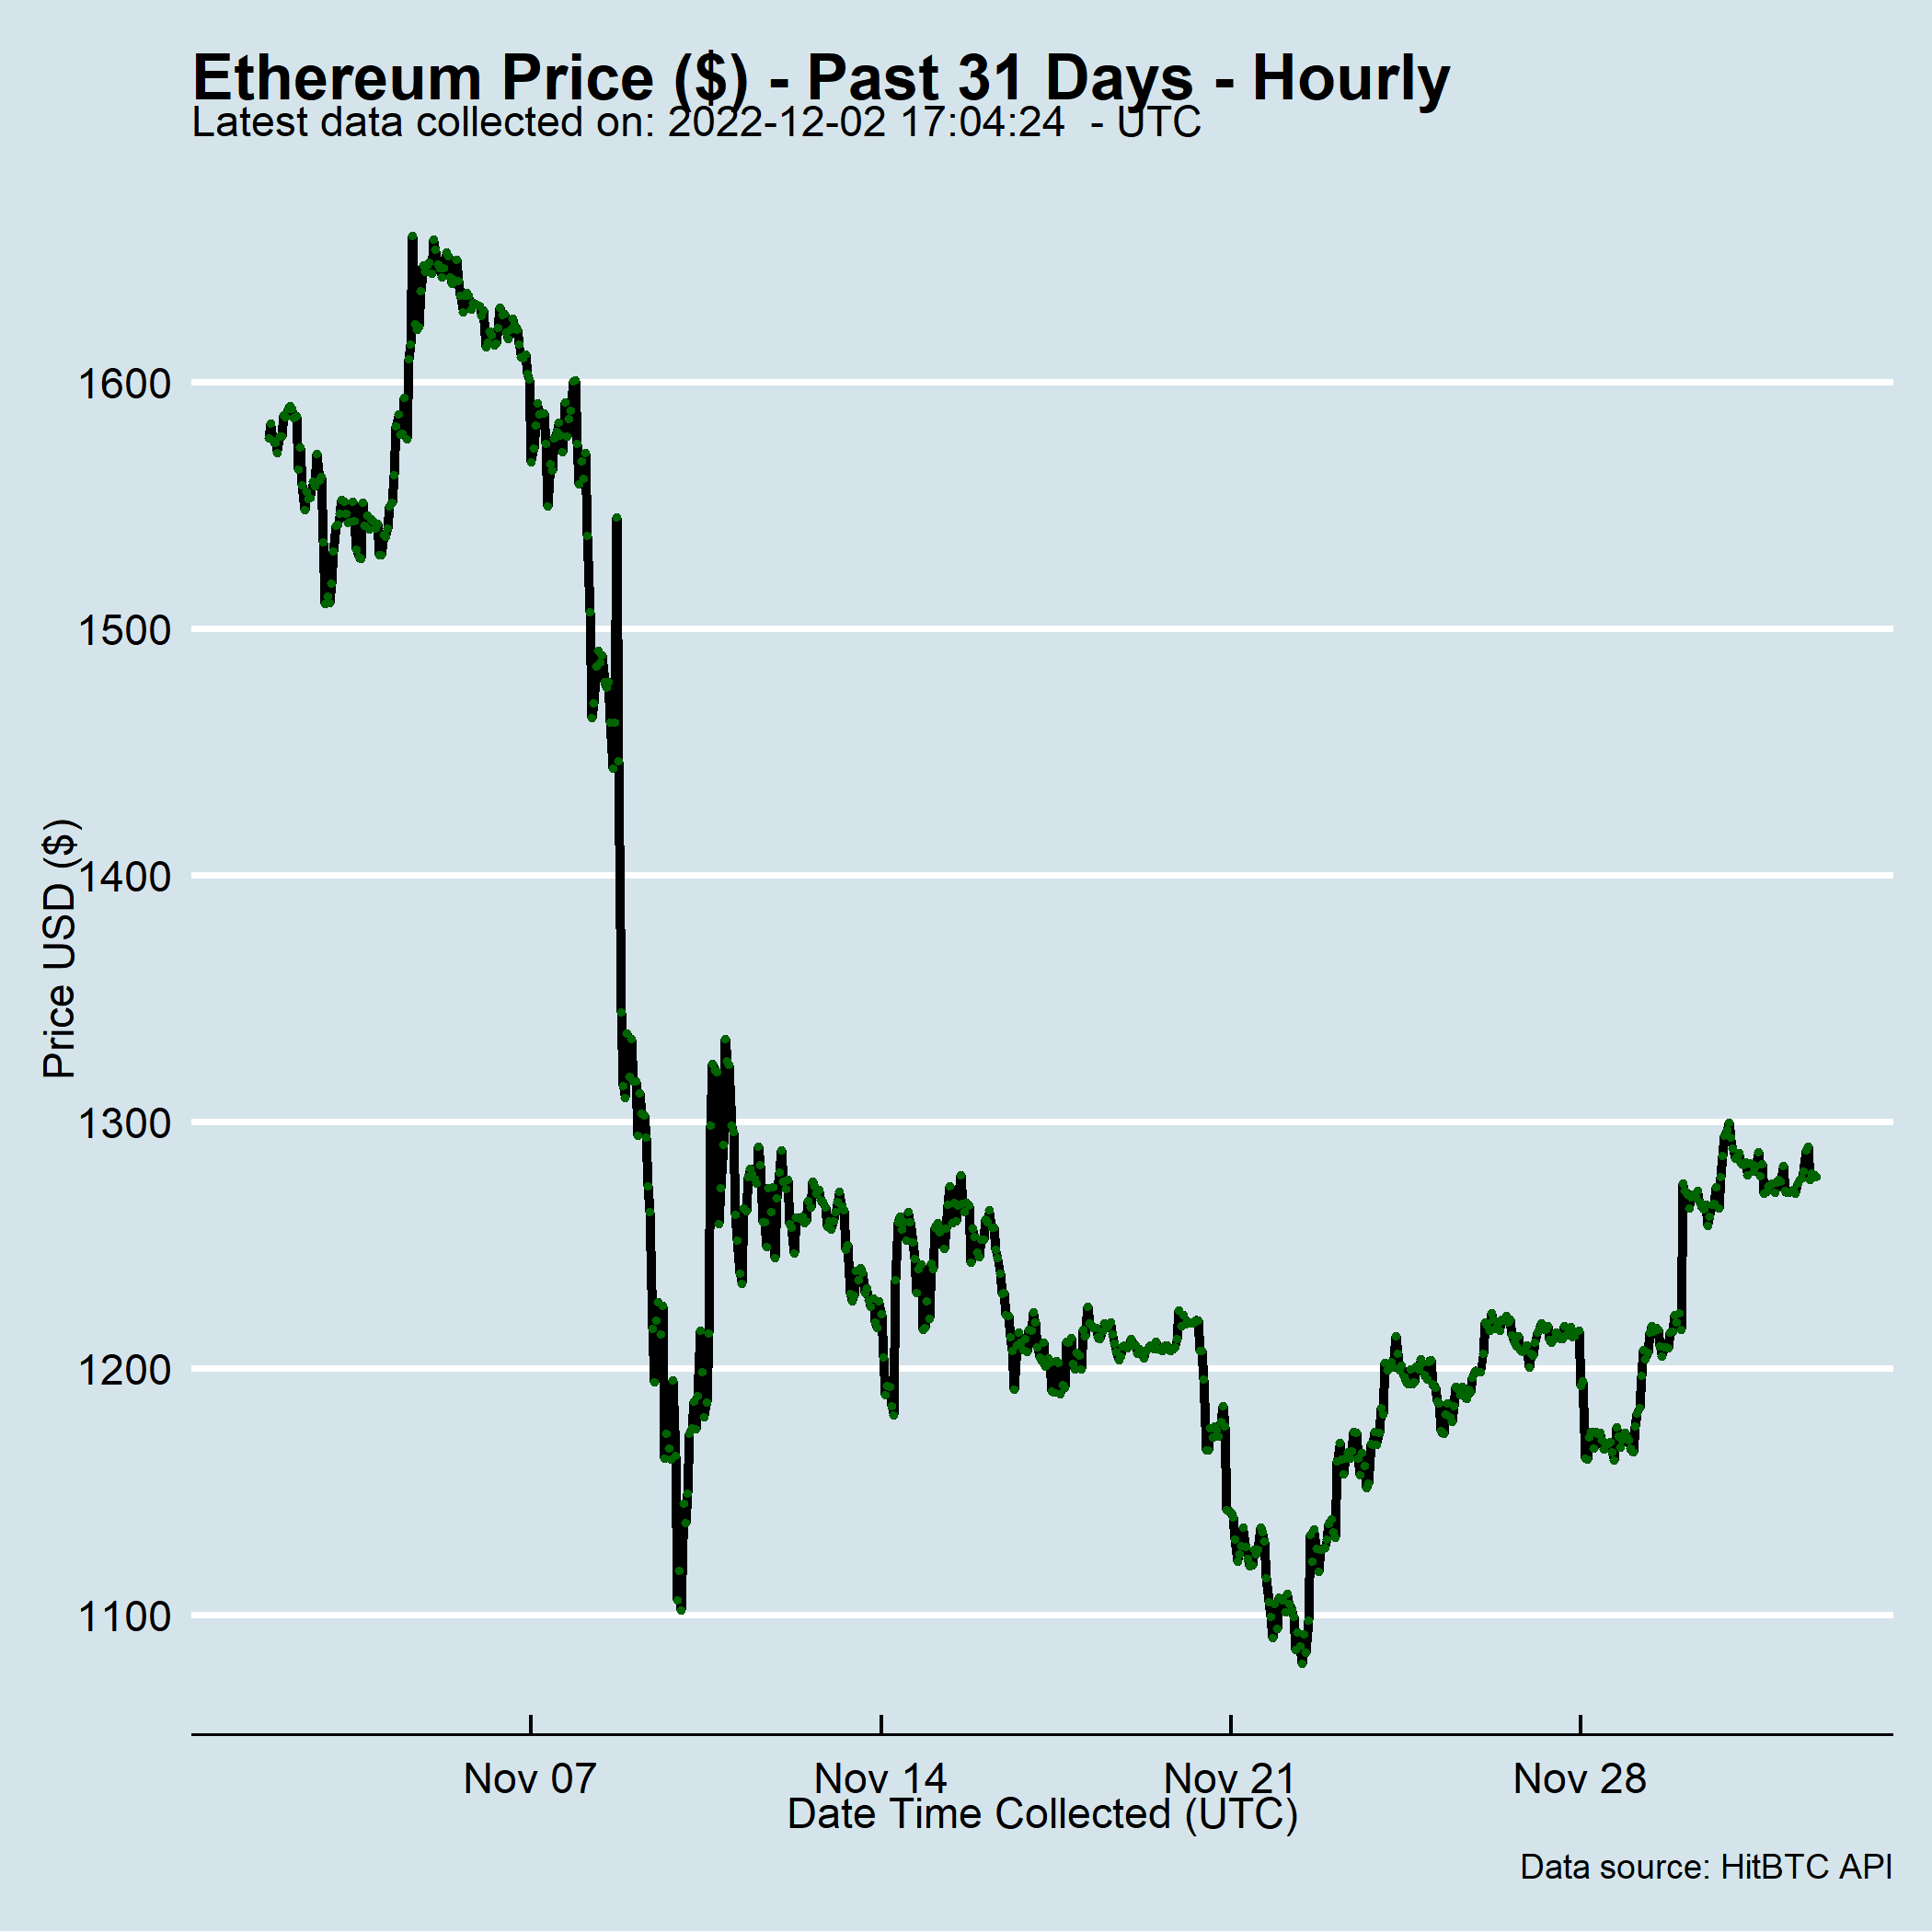 Ethereum Price ($) - Past 31 Days - Hourly
Latest data collected on: 2022-12-02 17:04:24  - UTC
1600
1500
1400
1300
1200
1100
Price USD ($)
Nov 07
Nov 14
Nov 21
Nov 28
Date Time Collected (UTC)
Data source: HitBTC API